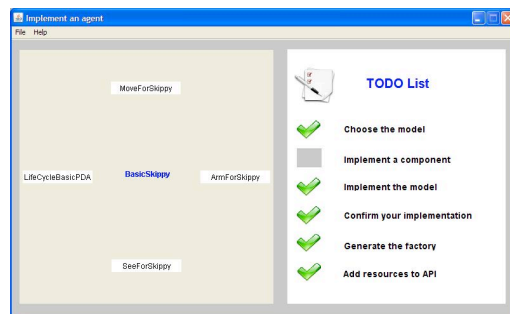 Implement an agent
File Help
MoveForSkippy
LifeCycleBasicPDA
BasicSkippy
ArmForSkippy
SeeForSkippy
TODO List
Choose the model
Implement a component
Implement the model
Confirm your implementation
Generate the factory
Add resources to API